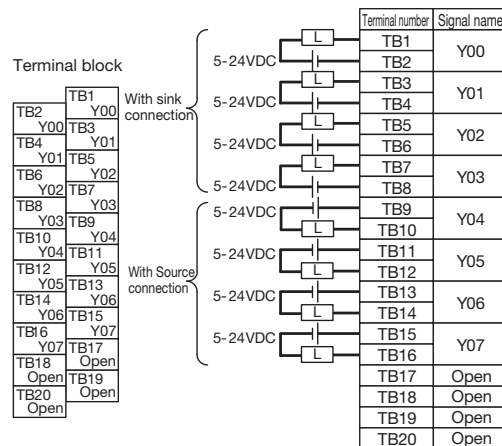 Terminal block
TB1
Y00
TB2
Y00
TB3
Y01
TB4
Y01
TB5
Y02
TB6
Y02
TB7
Y03
TB8
Y03
TB9
Y04
TB10
Y04
TB11
Y05
TB12
Y05
TB13
Y06
TB14
Y06
TB15
Y07
TB16
Y07
TB17
Open
TB18
Open
TB19
Open
TB20
Open
With sink
connection
With Source
connection
5-24VDC L
5-24VDC L
5-24VDC L
5-24VDC L
5-24VDC L
5-24VDC L
5-24VDC L
5-24VDC L
Terminal number Signal name
TB1 Y00
TB2
TB3 Y01
TB4
TB5 Y02
TB6
TB7 Y03
TB8
TB9 Y04
TB10
TB11 Y05
TB12
TB13 Y06
TB14
TB15 Y07
TB16
TB17 Open
TB18 Open
TB19 Open
TB20 Open